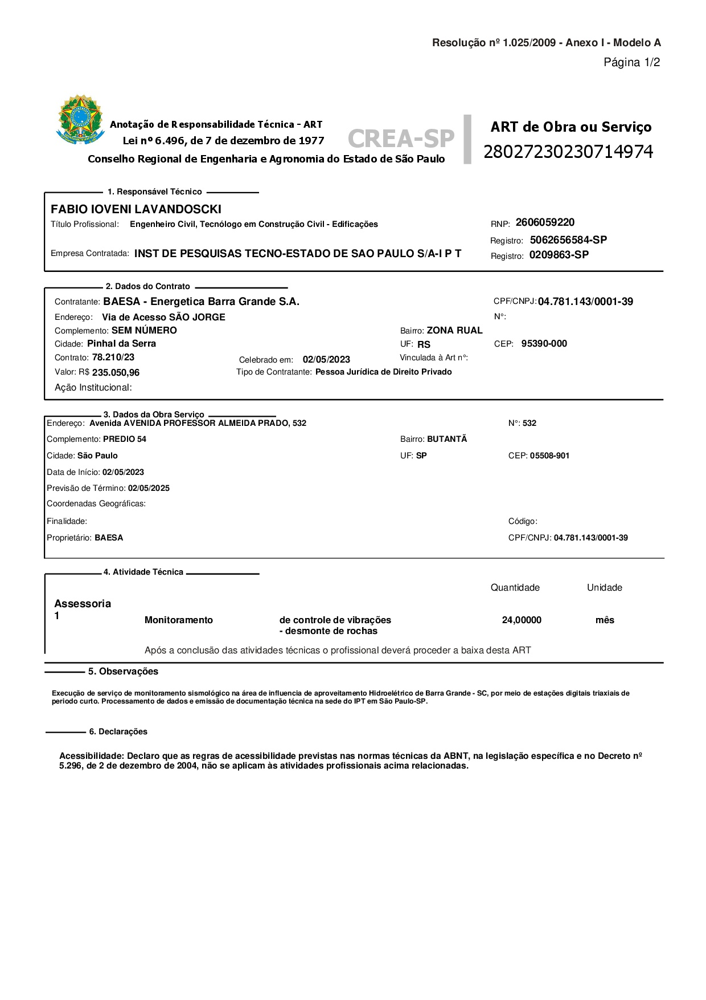 Resolução nº 1.025/2009 - Anexo I - Modelo A
Página 1/2
Anotação de Responsabilidade Técnica - ART
Lei nº 6.496, de 7 de dezembro de 1977
Conselho Regional de Engenharia e Agronomia do Estado de São Paulo
CREA-SP
ART de Obra ou Serviço
28027230230714974
1. Responsável Técnico
FABIO IOVENI LAVANDOSCKI
Título Profissional: Engenheiro Civil, Tecnólogo em Construção Civil - Edificações
RNP: 2606059220
Registro: 5062656584-SP
Empresa Contratada: INST DE PESQUISAS TECNO-ESTADO DE SAO PAULO S/A-I P T
Registro: 0209863-SP
2. Dados do Contrato
Contratante: BAESA - Energetica Barra Grande S.A. CPF/CNPJ: 04.781.143/0001-39
Endereço: Via de Acesso SÃO JORGE N°:
Complemento: SEM NÚMERO Bairro: ZONA RUAL
Cidade: Pinhal da Serra UF: RS CEP: 95390-000
Contrato: 78.210/23 Celebrado em: 02/05/2023 Vinculada à Art n°:
Valor: R$ 235.050,96 Tipo de Contratante: Pessoa Jurídica de Direito Privado
Ação Institucional:
3. Dados da Obra Serviço
Endereço: Avenida AVENIDA PROFESSOR ALMEIDA PRADO, 532 N°: 532
Complemento: PREDIO 54 Bairro: BUTANTÃ
Cidade: São Paulo UF: SP CEP: 05508-901
Data de Início: 02/05/2023
Previsão de Término: 02/05/2025
Coordenadas Geográficas:
Finalidade: Código:
Proprietário: BAESA CPF/CNPJ: 04.781.143/0001-39
4. Atividade Técnica
Quantidade Unidade
Assessoria
1
Monitoramento de controle de vibrações 24,00000 mês
- desmonte de rochas
Após a conclusão das atividades técnicas o profissional deverá proceder a baixa desta ART
5. Observações
Execução de serviço de monitoramento sismológico na área de influencia de aproveitamento Hidroelétrico de Barra Grande - SC, por meio de estações digitais triaxiais de
periodo curto. Processamento de dados e emissão de documentação técnica na sede do IPT em São Paulo-SP.
6. Declarações
Acessibilidade: Declaro que as regras de acessibilidade previstas nas normas técnicas da ABNT, na legislação específica e no Decreto nº
5.296, de 2 de dezembro de 2004, não se aplicam às atividades profissionais acima relacionadas.